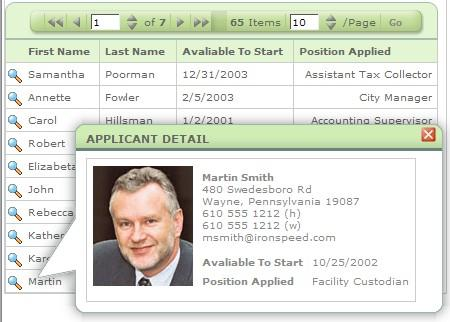 1 of 7 65 Items 10 /Page Go
First Name Last Name Avaliable To Start Position Applied
Samantha Poorman 12/31/2003 Assistant Tax Collector
Annette Fowler 2/5/2003 City Manager
Carol Hillsman 1/2/2001 Accounting Supervisor
Robert
Elizabeta
John
Rebecca
Kather
Martin
APPLICANT DETAIL
Martin Smith
480 Swedesboro Rd
Wayne, Pennsylvania 19087
610 555 1212 (h)
610 555 1212 (w)
msmith@ironspeed.com
Avaliable To Start 10/25/2002
Position Applied Facility Custodian